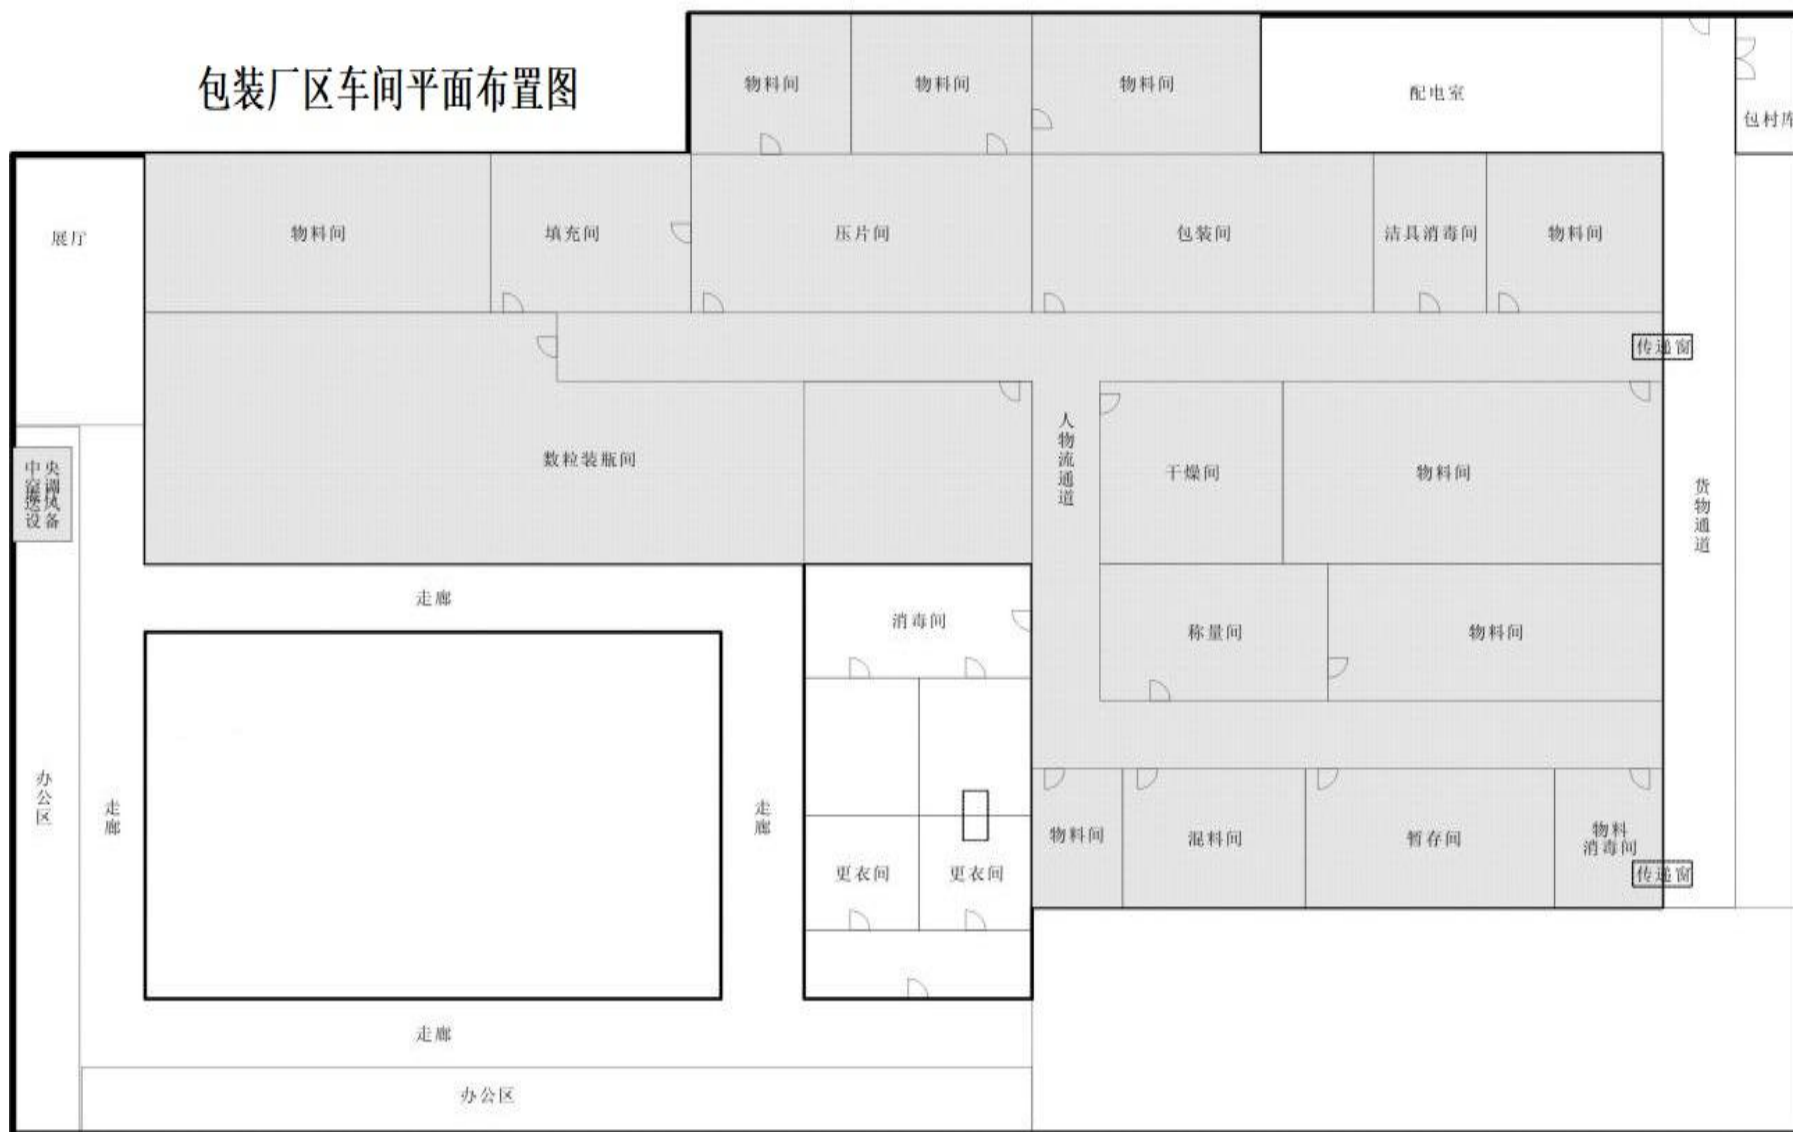 包装厂区车间平面布置图
物料间
物料间
物料间
配电室
包材库
展厅
物料间
填充间
压片间
包装间
洁具消毒间
物料间
传递窗
人物流通道
数粒装瓶间
干燥间
物料间
货物通道
中央
空调
送风
设备
走廊
消毒间
称量间
物料间
办公区
走廊
走廊
物料间
混料间
暂存间
物料
消毒间
传递窗
更衣间
更衣间
走廊
办公区